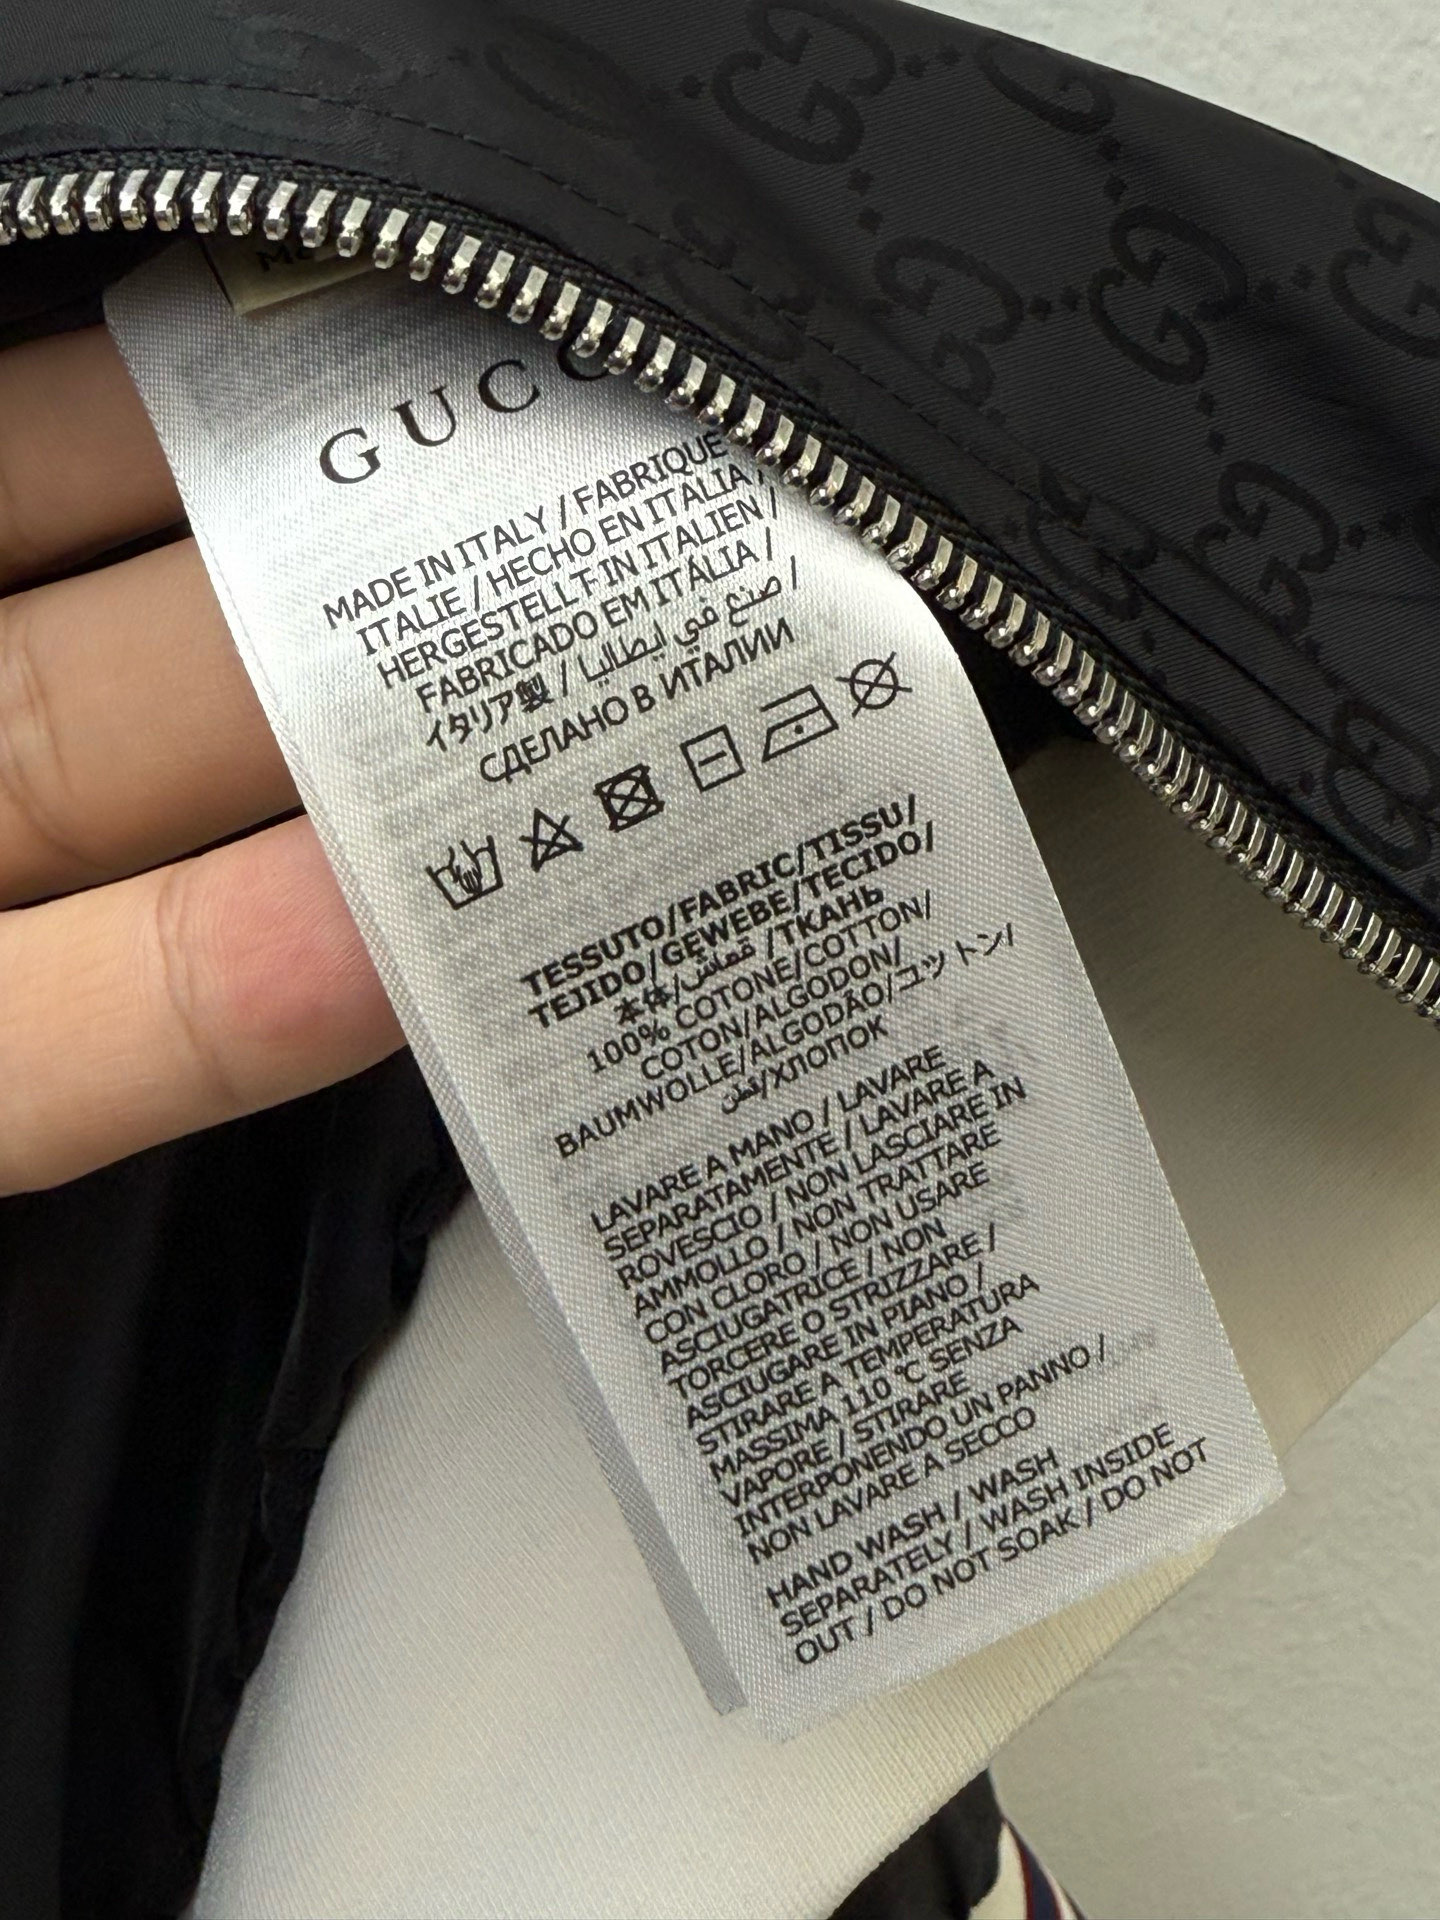 GUCC
MADE IN ITALY / FABRIQUE
ITALIE / HECHO EN ITALIA /
HERGESTELLT IN ITALIEN /
FABRICADO EM ITÁLIA /
イタリア製 / صنع في إيطاليا /
СДЕЛАНО В ИТАЛИИ
TESSUTO/FABRIC/TISSU/
TEJIDO/GEWEBE/TECIDO/
本体/قماش /ТКАНЬ
100% COTONE/COTTON/
COTON/ALGODON/
BAUMWOLLE/ALGODÃO/コットン/
قطن/ХЛОПОК
LAVARE A MANO / LAVARE
SEPARATAMENTE / LAVARE A
ROVESCIO / NON LASCIARE IN
AMMOLLO / NON TRATTARE
CON CLORO / NON USARE
ASCIUGATRICE / NON
TORCERE O STRIZZARE /
ASCIUGARE IN PIANO /
STIRARE A TEMPERATURA
MASSIMA 110 °C SENZA
VAPORE / STIRARE
INTERPONENDO UN PANNO /
NON LAVARE A SECCO
HAND WASH / WASH
SEPARATELY / WASH INSIDE
OUT / DO NOT SOAK / DO NOT